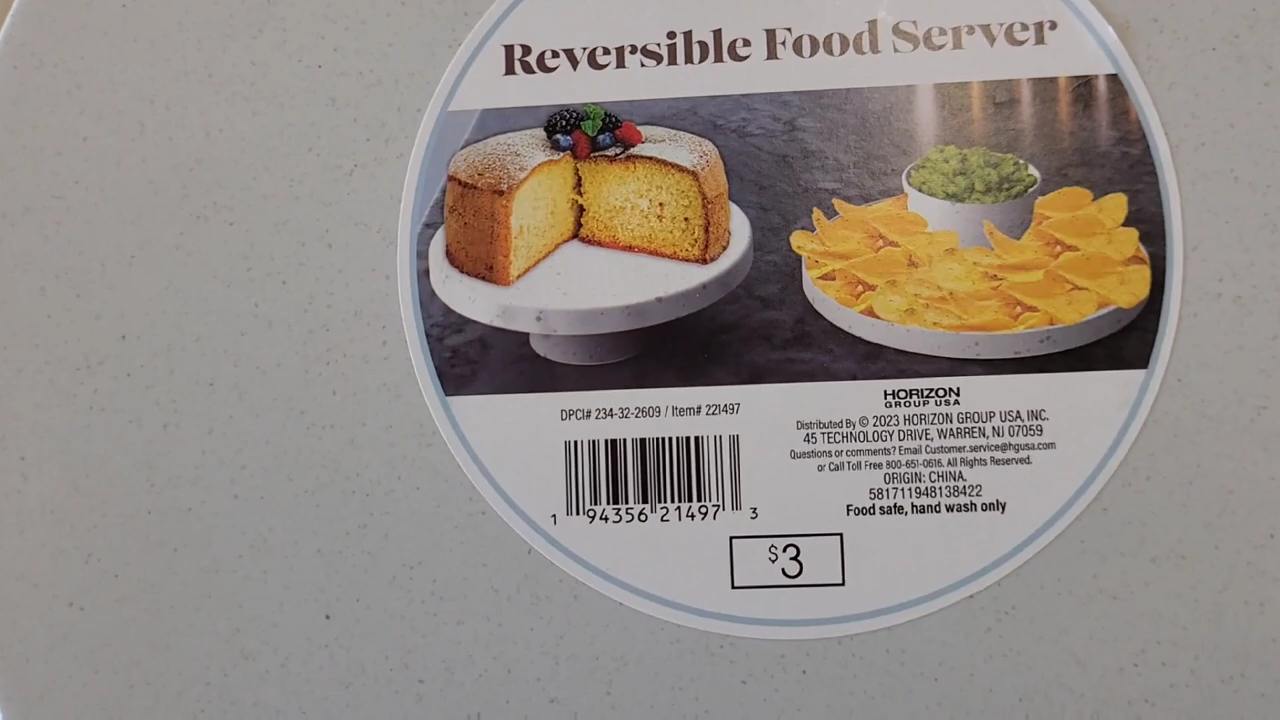 Reversible Food Server
DPCI# 234-32-2609 / Item# 221497
1 94356 21497 3
HORIZON
GROUP USA
Distributed By © 2023 HORIZON GROUP USA, INC.
45 TECHNOLOGY DRIVE, WARREN, NJ 07059
Questions or comments? Email Customer.service@hgusa.com
or Call Toll Free 800-651-0616. All Rights Reserved.
ORIGIN: CHINA.
581711948138422
Food safe, hand wash only
$3